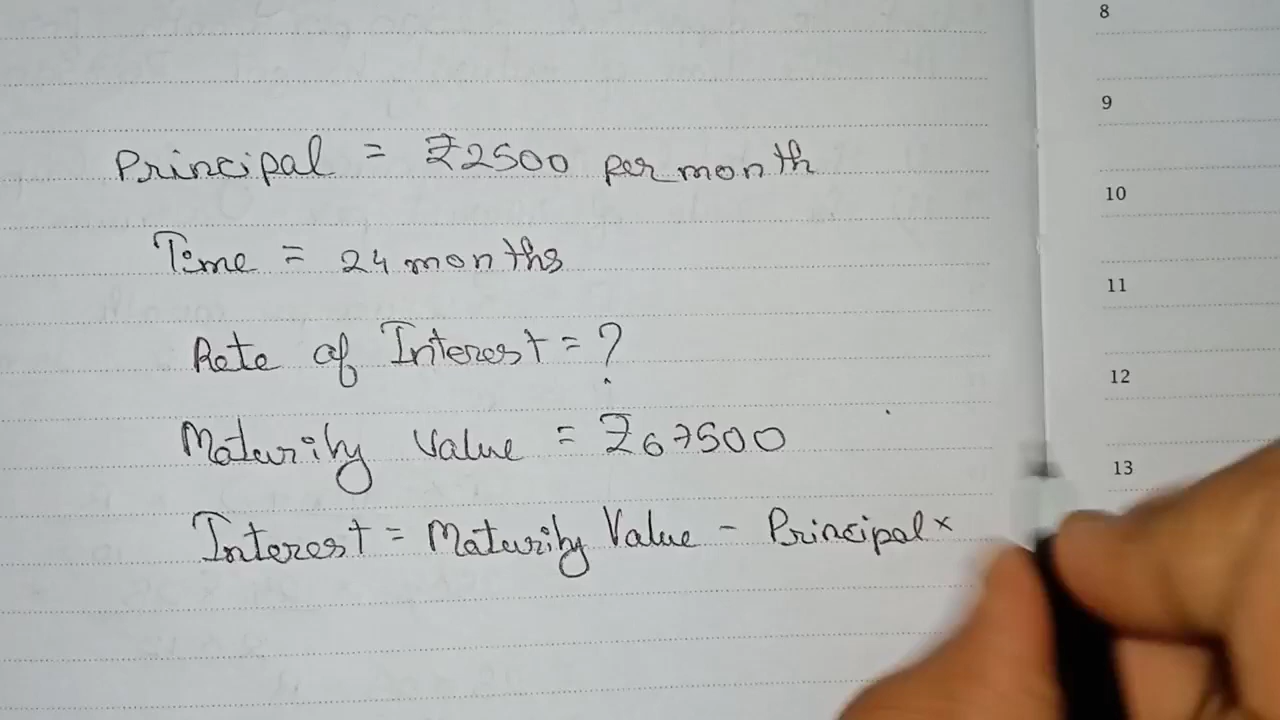 Principal = ₹2500 per month
Time = 24 months
Rate of Interest = ?
Maturity Value = ₹67500
Interest = Maturity Value - Principal ×
8
9
10
11
12
13